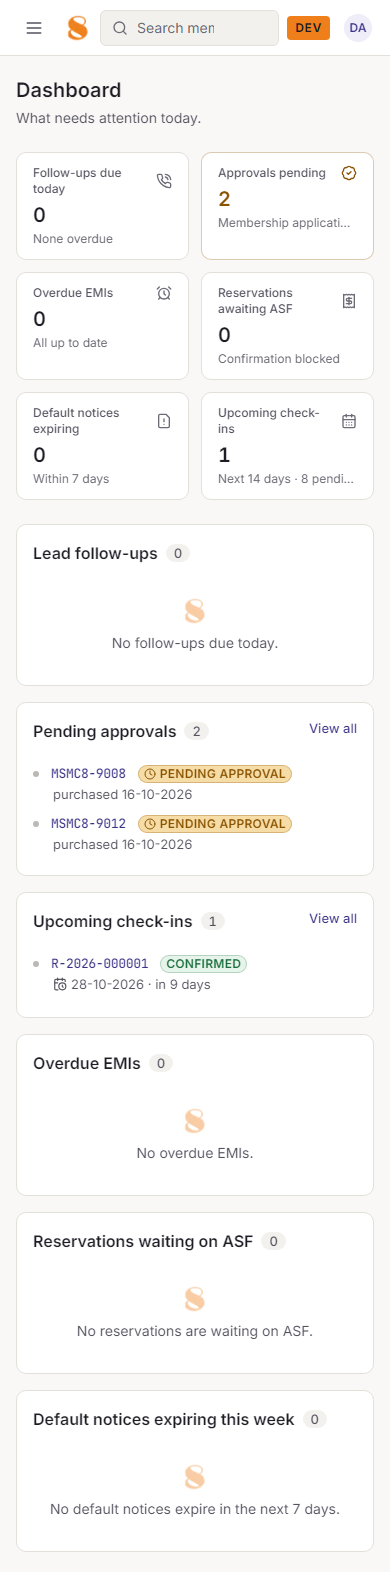 Search mem
DEV
DA
Dashboard
What needs attention today.
Follow-ups due
today
0
None overdue
Approvals pending
2
Membership applicati...
Overdue EMIs
0
All up to date
Reservations
awaiting ASF
0
Confirmation blocked
Default notices
expiring
0
Within 7 days
Upcoming check-
ins
1
Next 14 days · 8 pendi...
Lead follow-ups 0
No follow-ups due today.
Pending approvals 2
View all
MSMC8-9008 PENDING APPROVAL
purchased 16-10-2026
MSMC8-9012 PENDING APPROVAL
purchased 16-10-2026
Upcoming check-ins 1
View all
R-2026-000001 CONFIRMED
28-10-2026 · in 9 days
Overdue EMIs 0
No overdue EMIs.
Reservations waiting on ASF 0
No reservations are waiting on ASF.
Default notices expiring this week 0
No default notices expire in the next 7 days.